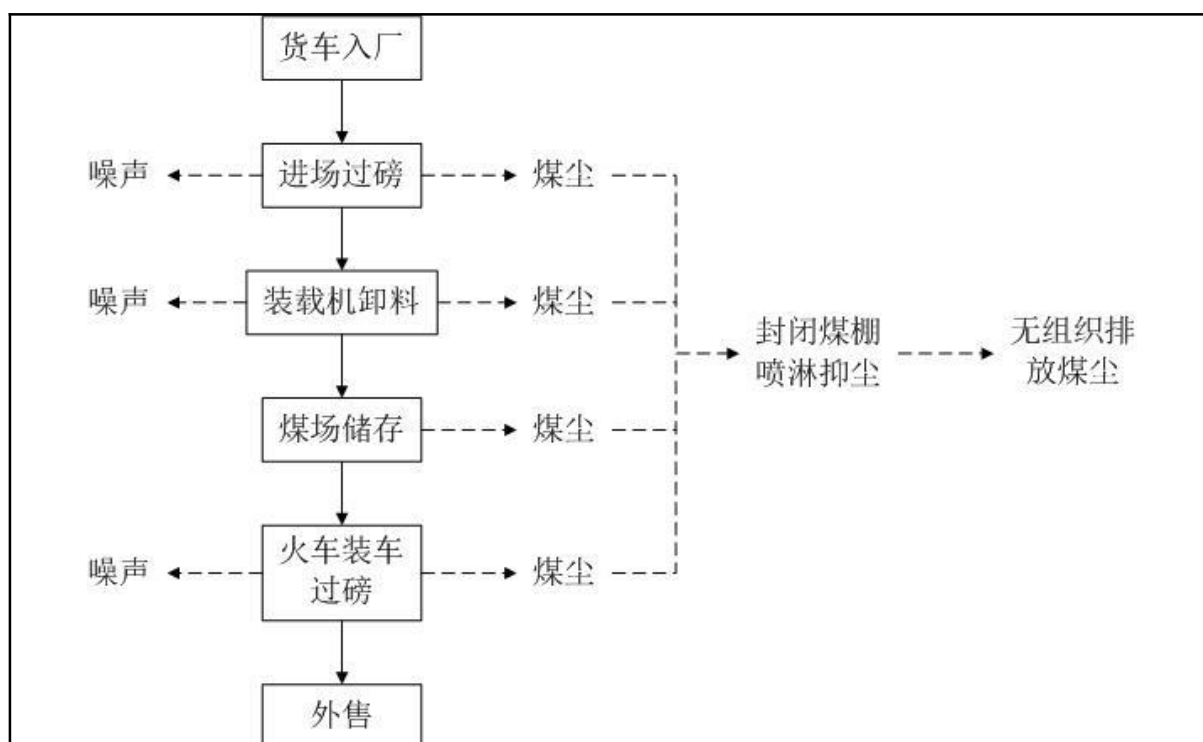 货车入厂
噪声
进场过磅
煤尘
噪声
装载机卸料
煤尘
封闭煤棚
喷淋抑尘
无组织排
放煤尘
煤场储存
煤尘
噪声
火车装车
过磅
煤尘
外售